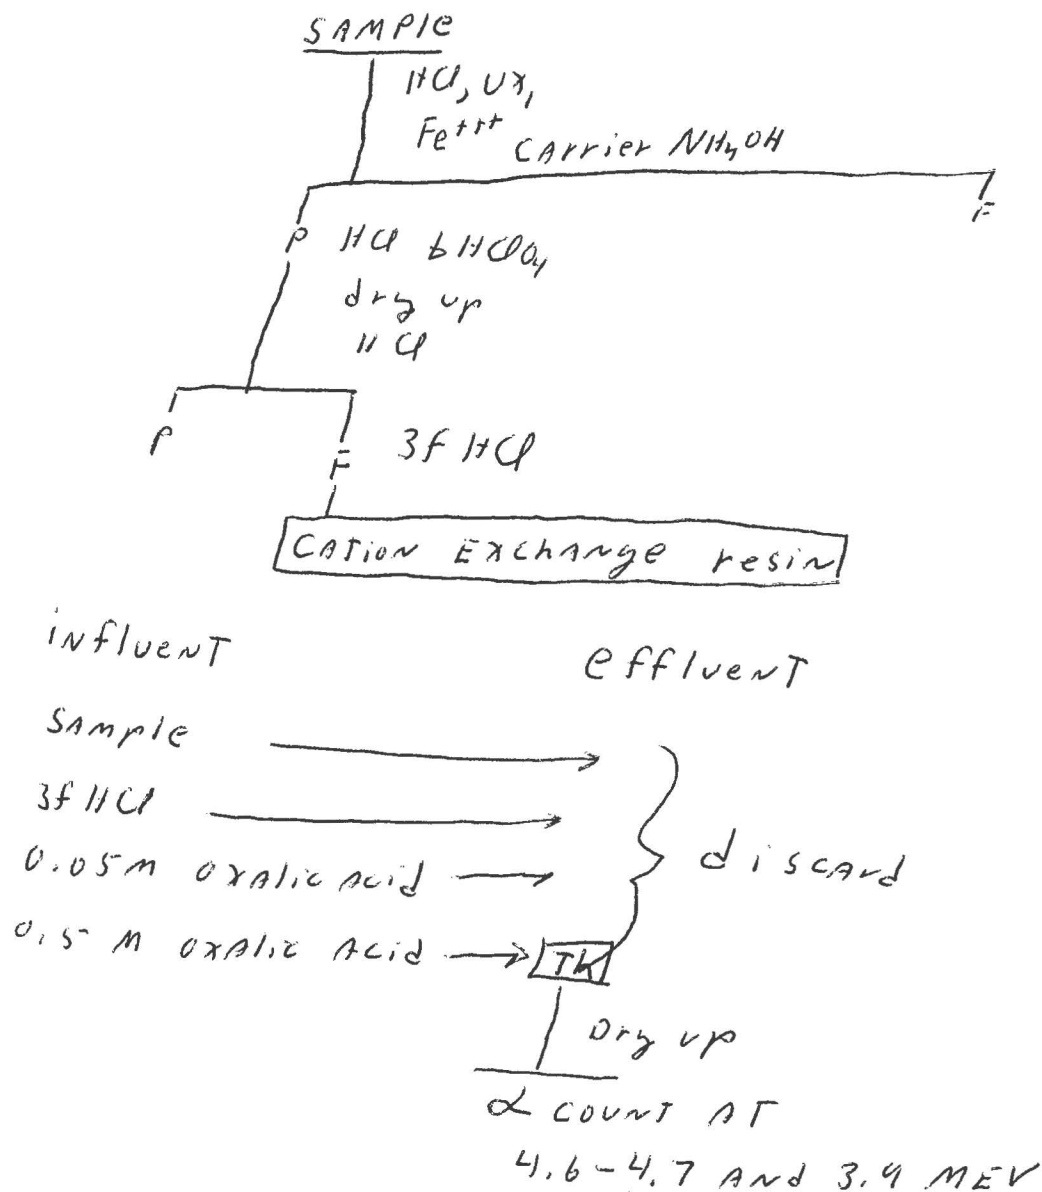 SAMPLE
HCl, UX1
Fe+++ CArrier NH4OH
F
P HCl HClO4
dry up
HCl
P
F 3f HCl
CATION EXchANge resin
iNfluenT effluenT
SAmple
3f HCl
0.05m oxAlic Acid discard
0.5 M oxAlic Acid
Dry up
α COUNT AT
4.6-4.7 ANd 3.9 MEV